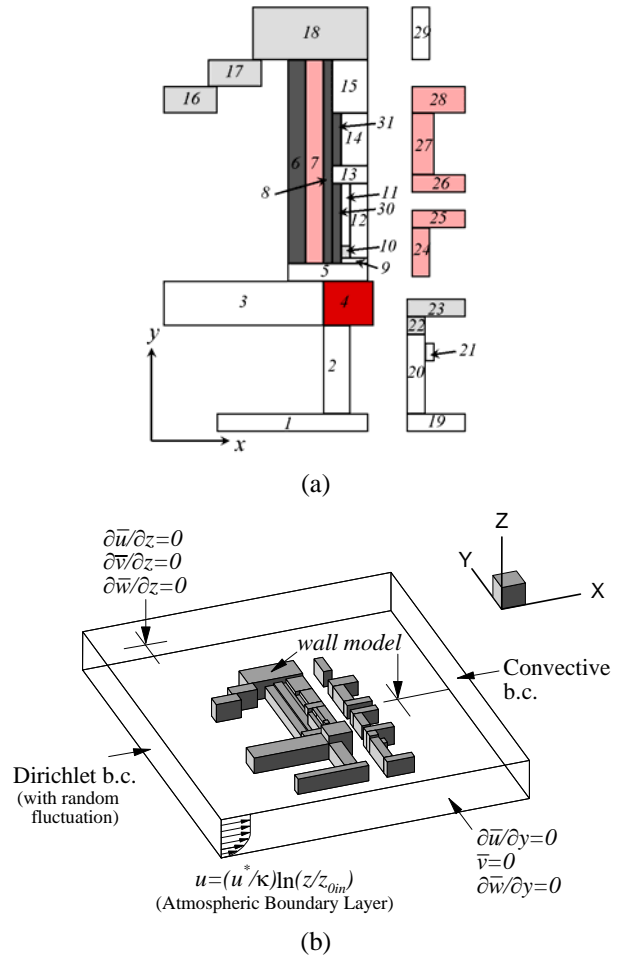 18
29
17
16
15
28
31
14
27
6
7
13
26
8
11
30
12
25
10
24
9
5
3
4
23
22
y
21
2
20
1
19
x
(a)
∂u̅/∂z=0
∂v̅/∂z=0
∂w̅/∂z=0
Z
Y
X
wall model
Convective
b.c.
Dirichlet b.c.
(with random
fluctuation)
∂u̅/∂y=0
v̅=0
∂w̅/∂y=0
u=(u*/κ)ln(z/z0in)
(Atmospheric Boundary Layer)
(b)